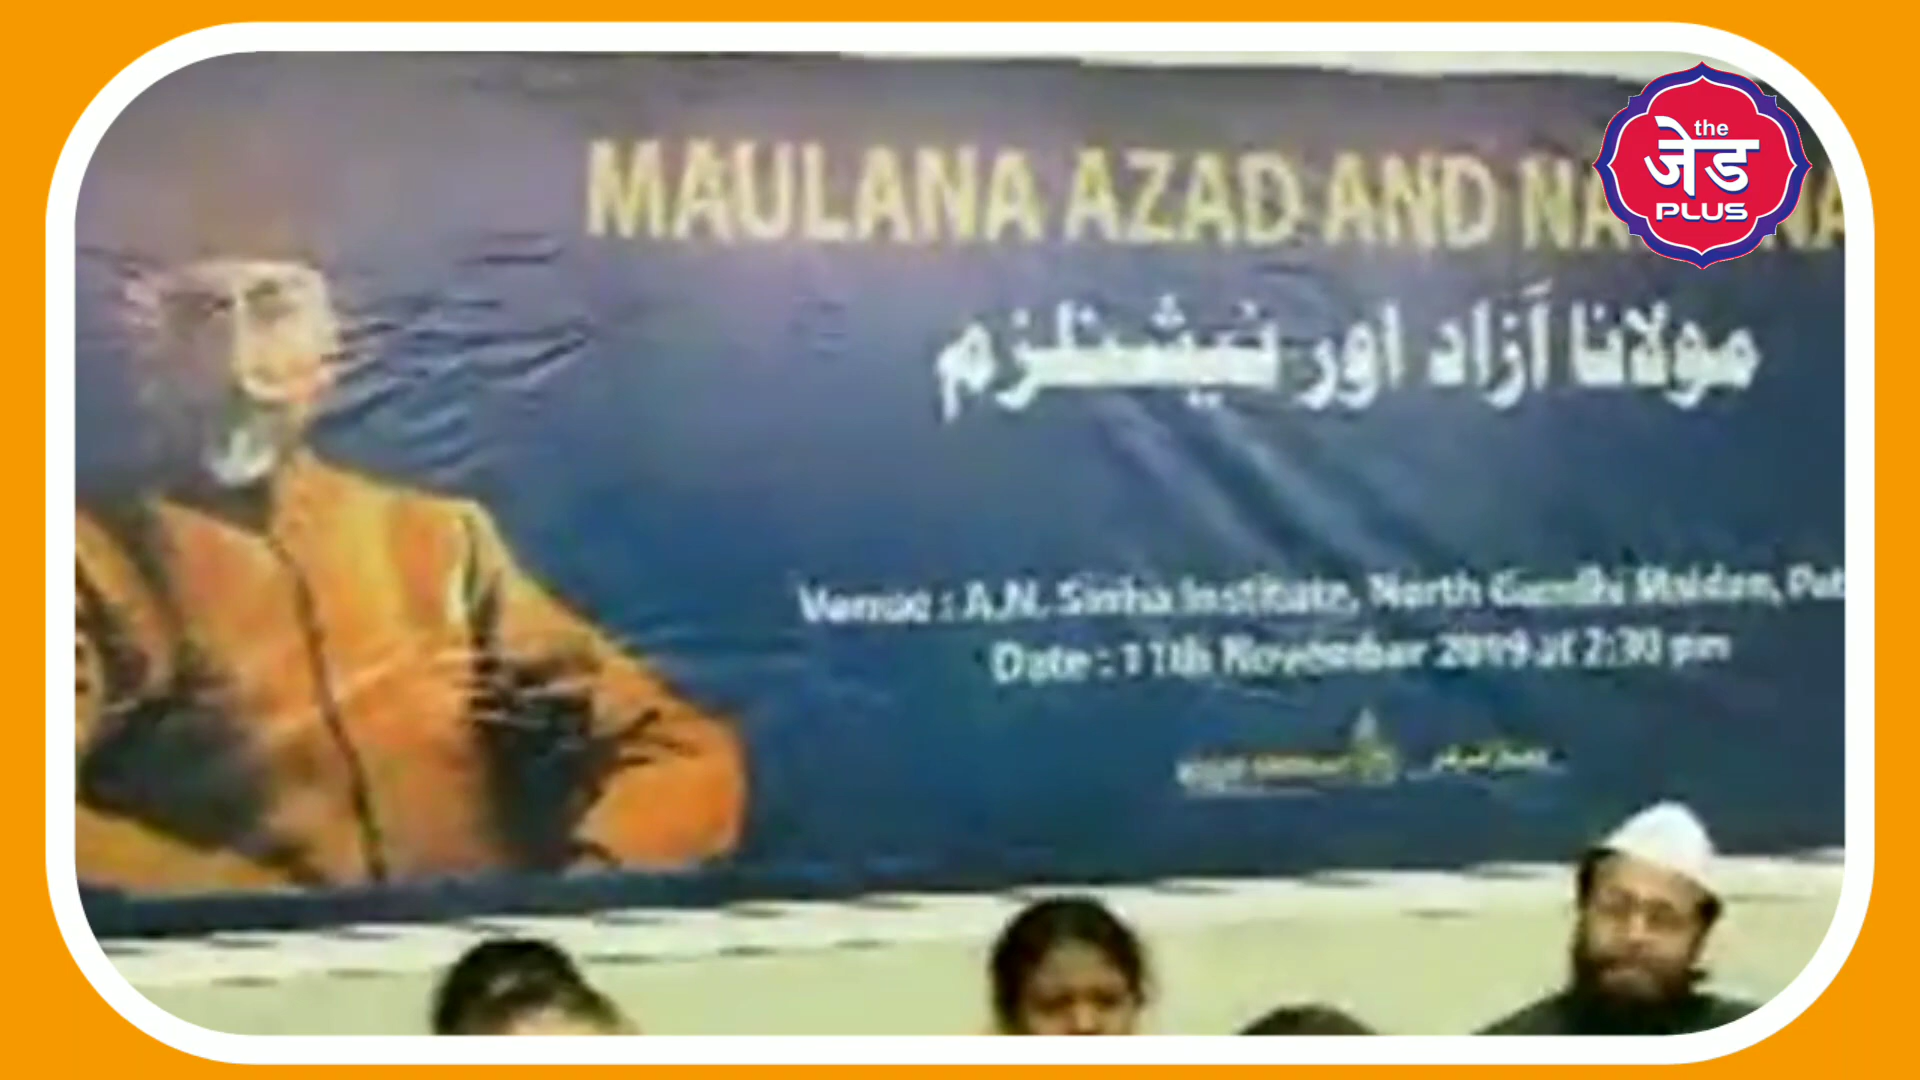 MAULANA AZAD AND NA
the
जेड
PLUS
مولانا آزاد اور نیشنلزم
Venue : A.N. Sinha Institute, North Gandhi Maidan, Pat
Date : 11th November 2019 at 2:30 pm